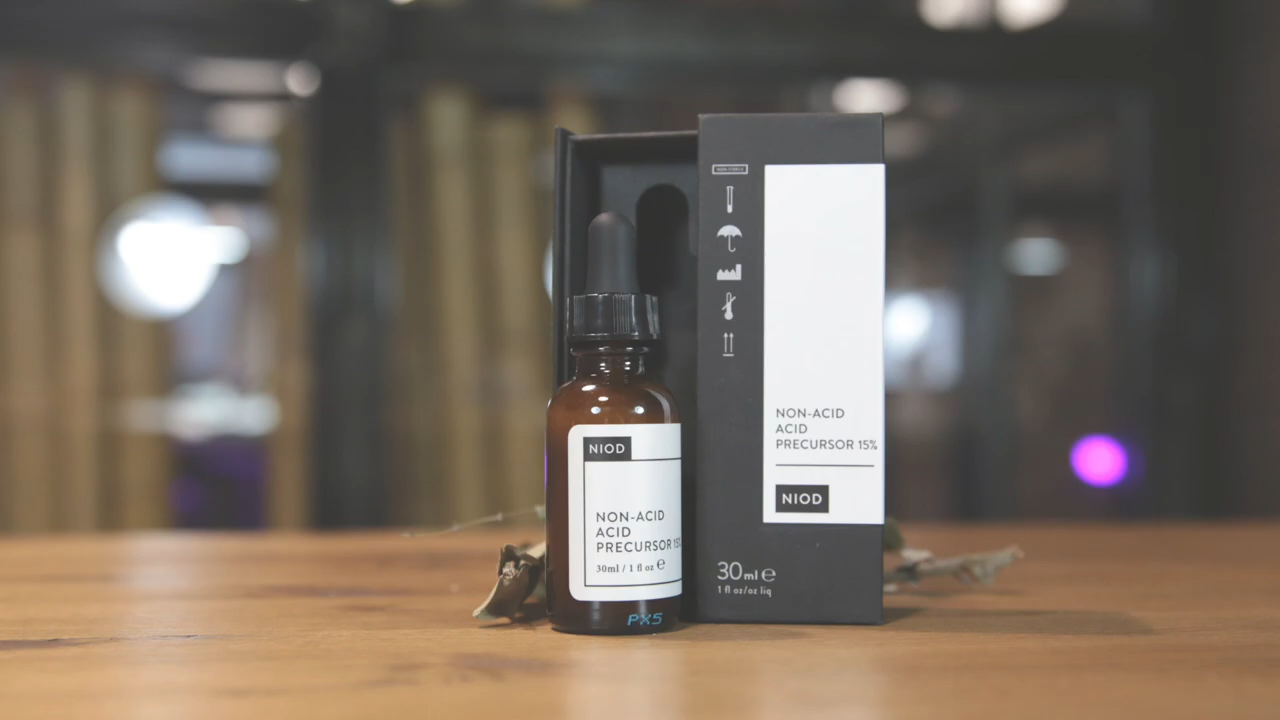 NIOD
NON-ACID
ACID
PRECURSOR 15%
30ml / 1 fl oz e
PX5
NON-ACID
ACID
PRECURSOR 15%
NIOD
30ml e
1 fl oz/oz liq